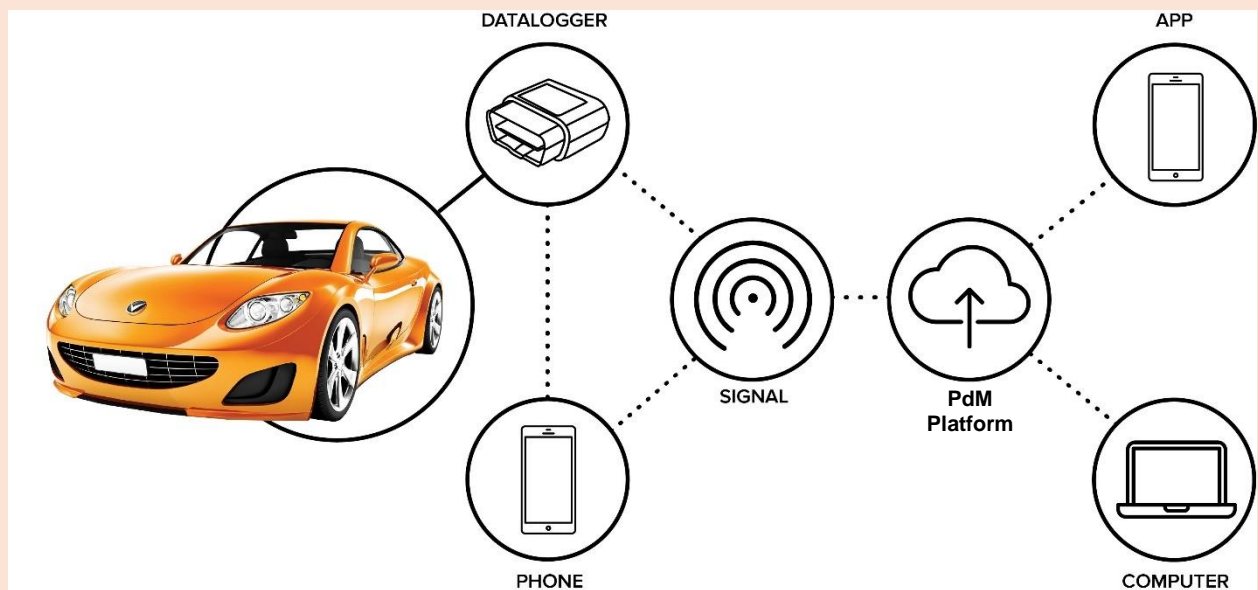 DATALOGGER
APP
SIGNAL
PdM
Platform
PHONE
COMPUTER